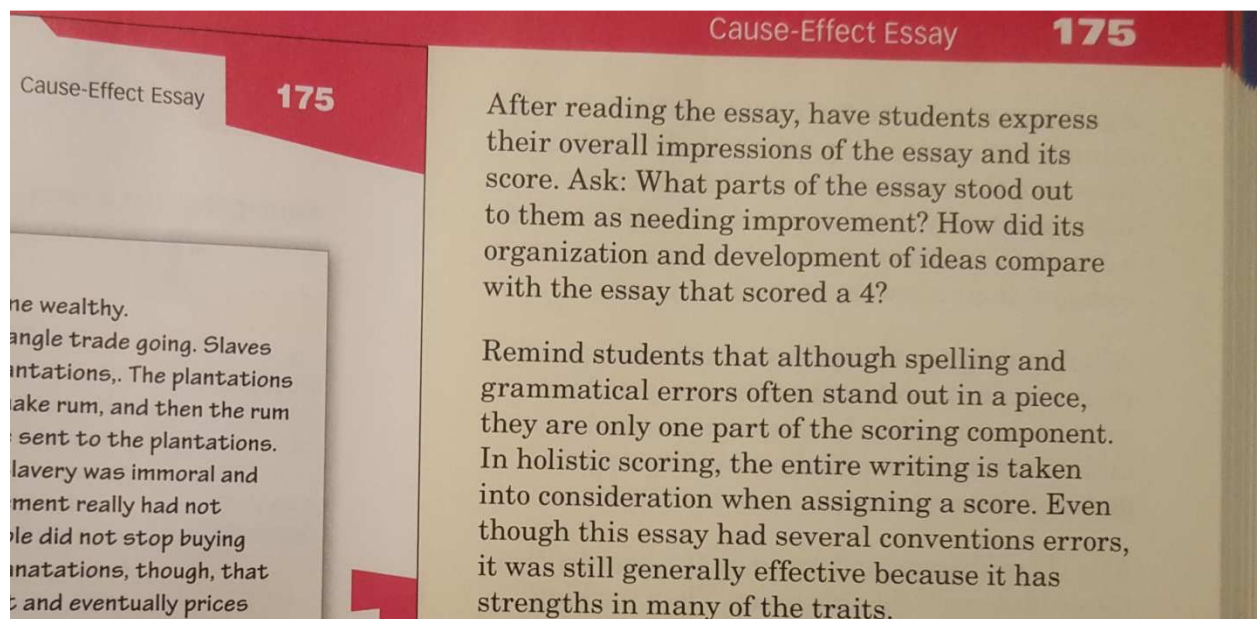 Cause-Effect Essay 175
Cause-Effect Essay 175
ne wealthy.
angle trade going. Slaves
antations,. The plantations
ake rum, and then the rum
sent to the plantations.
lavery was immoral and
ment really had not
le did not stop buying
natations, though, that
and eventually prices
After reading the essay, have students express
their overall impressions of the essay and its
score. Ask: What parts of the essay stood out
to them as needing improvement? How did its
organization and development of ideas compare
with the essay that scored a 4?
Remind students that although spelling and
grammatical errors often stand out in a piece,
they are only one part of the scoring component.
In holistic scoring, the entire writing is taken
into consideration when assigning a score. Even
though this essay had several conventions errors,
it was still generally effective because it has
strengths in many of the traits.